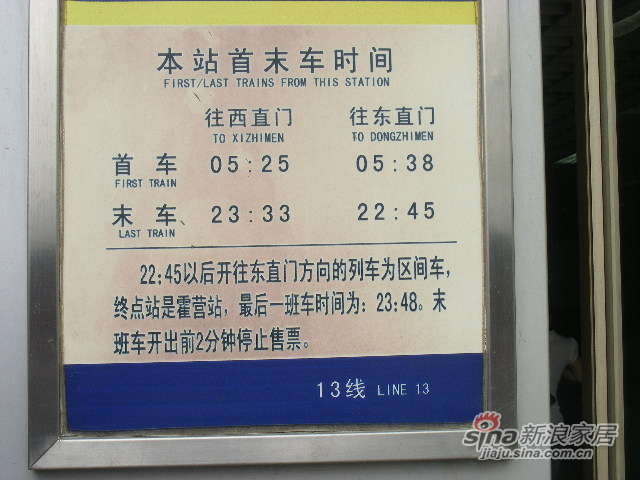 本站首末车时间
FIRST/LAST TRAINS FROM THIS STATION
往西直门 往东直门
TO XIZHIMEN TO DONGZHIMEN
首车 05:25 05:38
FIRST TRAIN
末车 23:33 22:45
LAST TRAIN
22:45以后开往东直门方向的列车为区间车,
终点站是霍营站,最后一班车时间为:23:48。末
班车开出前2分钟停止售票。
13线 LINE 13
sina新浪家居
jiaju.sina.com.cn